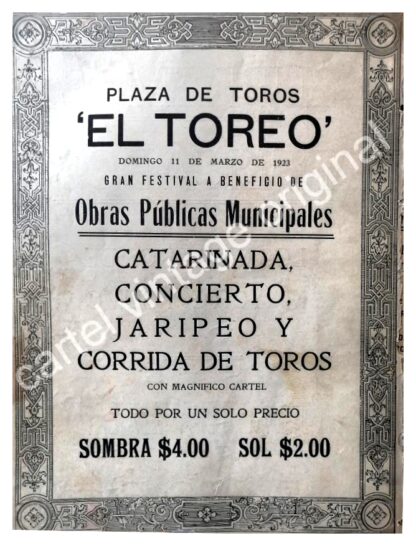 PLAZA DE TOROS
'EL TOREO'
DOMINGO 11 DE MARZO DE 1923
GRAN FESTIVAL A BENEFICIO DE
Obras Públicas Municipales
CATARINADA,
CONCIERTO,
JARIPEO Y
CORRIDA DE TOROS
CON MAGNIFICO CARTEL
TODO POR UN SOLO PRECIO
SOMBRA $4.00 SOL $2.00
cartel vintage original